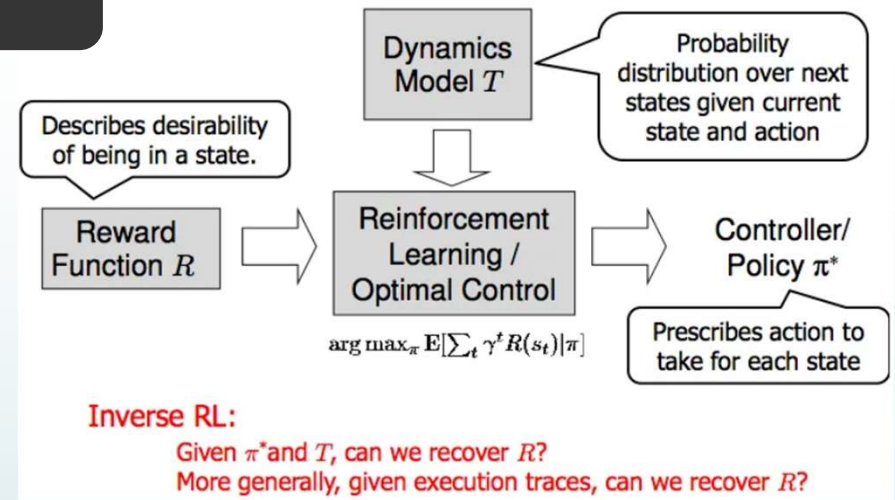 Dynamics
Model T
Probability
distribution over next
states given current
state and action
Describes desirability
of being in a state.
Reward
Function R
Reinforcement
Learning /
Optimal Control
Controller/
Policy π*
arg max_π E[∑_t γ^t R(s_t)|π]
Prescribes action to
take for each state
Inverse RL:
Given π* and T, can we recover R?
More generally, given execution traces, can we recover R?